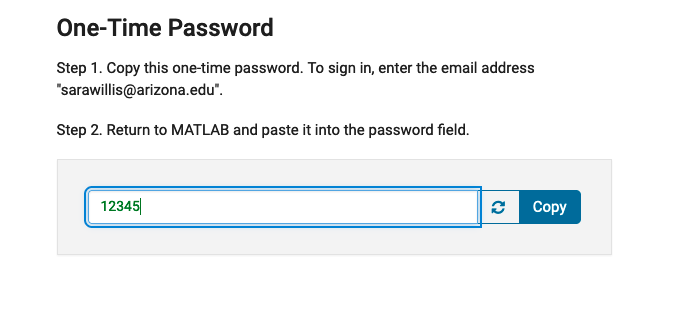 One-Time Password
Step 1. Copy this one-time password. To sign in, enter the email address
"sarawillis@arizona.edu".
Step 2. Return to MATLAB and paste it into the password field.
12345
Copy